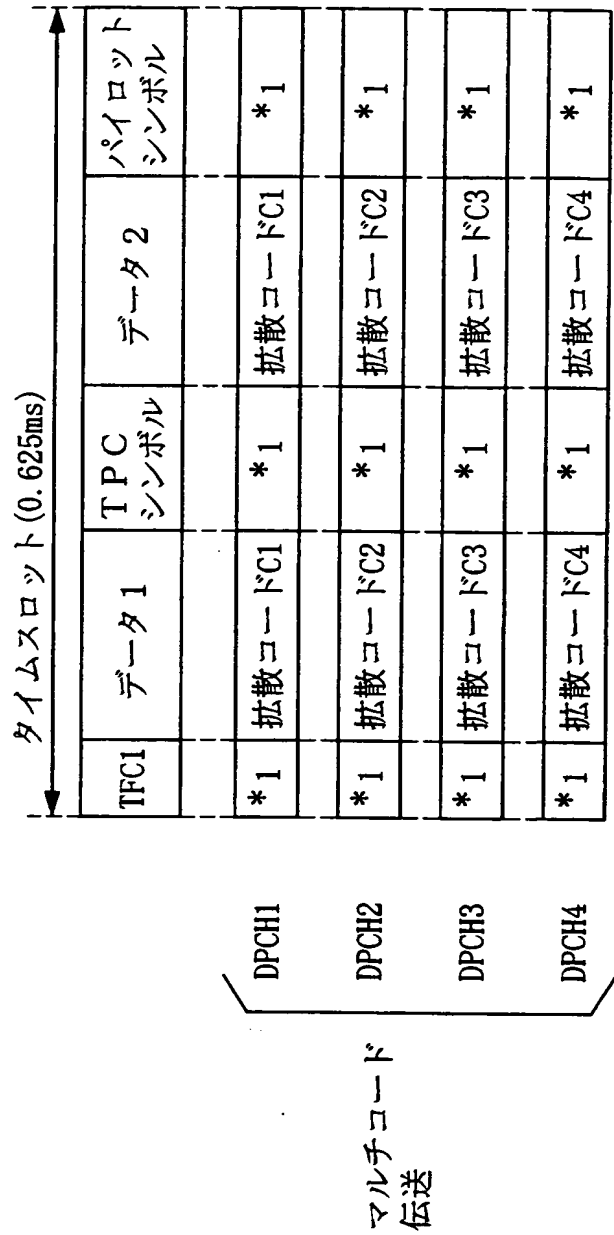 タイムスロット(0.625ms)
TFC1 データ1 TPCシンボル データ2 パイロットシンボル
マルチコード伝送
DPCH1 *1 拡散コードC1 *1 拡散コードC1 *1
DPCH2 *1 拡散コードC2 *1 拡散コードC2 *1
DPCH3 *1 拡散コードC3 *1 拡散コードC3 *1
DPCH4 *1 拡散コードC4 *1 拡散コードC4 *1